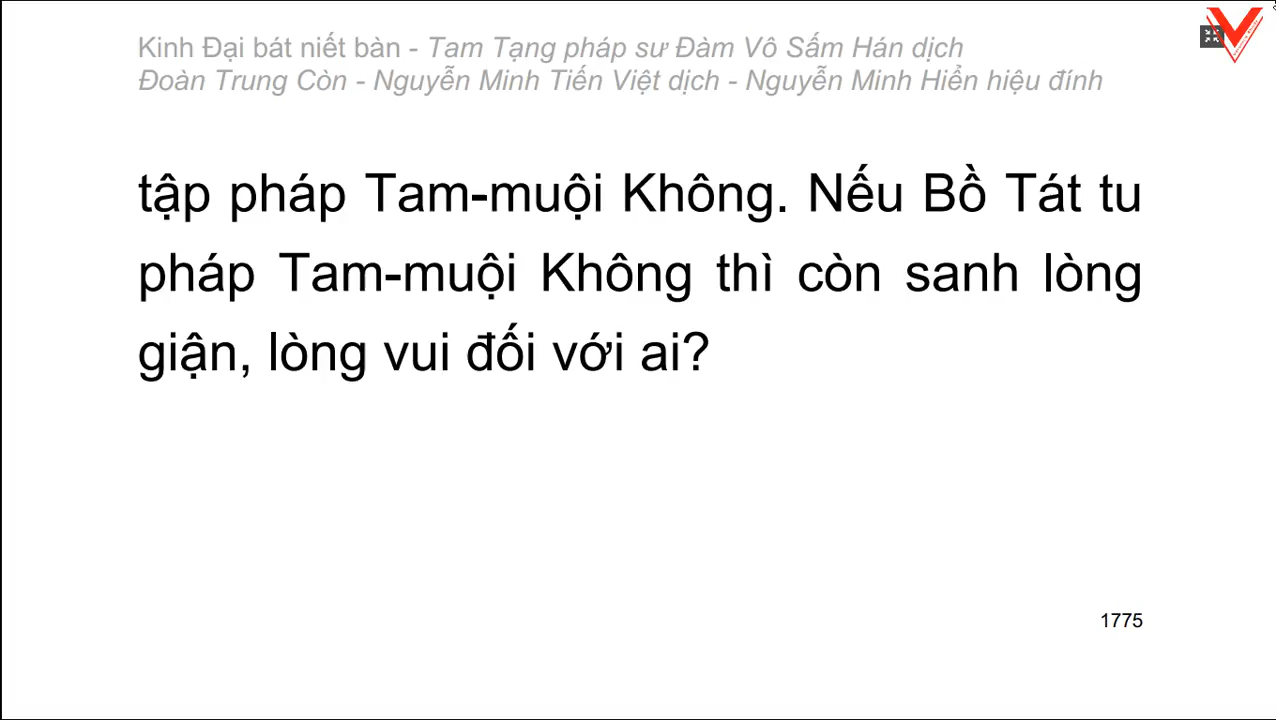 Kinh Đại bát niết bàn - Tam Tạng pháp sư Đàm Vô Sấm Hán dịch
Đoàn Trung Còn - Nguyễn Minh Tiến Việt dịch - Nguyễn Minh Hiển hiệu đính
tập pháp Tam-muội Không. Nếu Bồ Tát tu
pháp Tam-muội Không thì còn sanh lòng
giận, lòng vui đối với ai?
1775